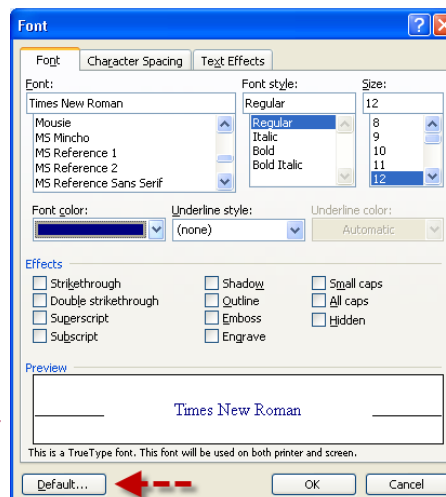 Font
Font Character Spacing Text Effects
Font: Font style: Size:
Times New Roman Regular 12
Mousie Regular 8
MS Mincho Italic 9
MS Reference 1 Bold 10
MS Reference 2 Bold Italic 11
MS Reference Sans Serif 12
Font color: Underline style: Underline color:
(none) Automatic
Effects
Strikethrough Shadow Small caps
Double strikethrough Outline All caps
Superscript Emboss Hidden
Subscript Engrave
Preview
Times New Roman
This is a TrueType font. This font will be used on both printer and screen.
Default... OK Cancel